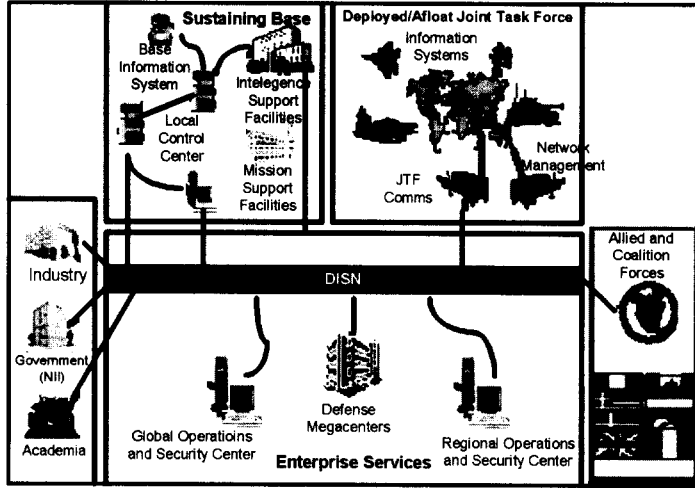 Sustaining Base
Base
Information
System
Intelegence
Support
Facilities
Local
Control
Center
Mission
Support
Facilities
Deployed/Afloat Joint Task Force
Information
Systems
Network
Management
JTF
Comms
Industry
Government
(NII)
Academia
DISN
Allied and
Coalition
Forces
Global Operatioins
and Security Center
Defense
Megacenters
Regional Operations
and Security Center
Enterprise Services